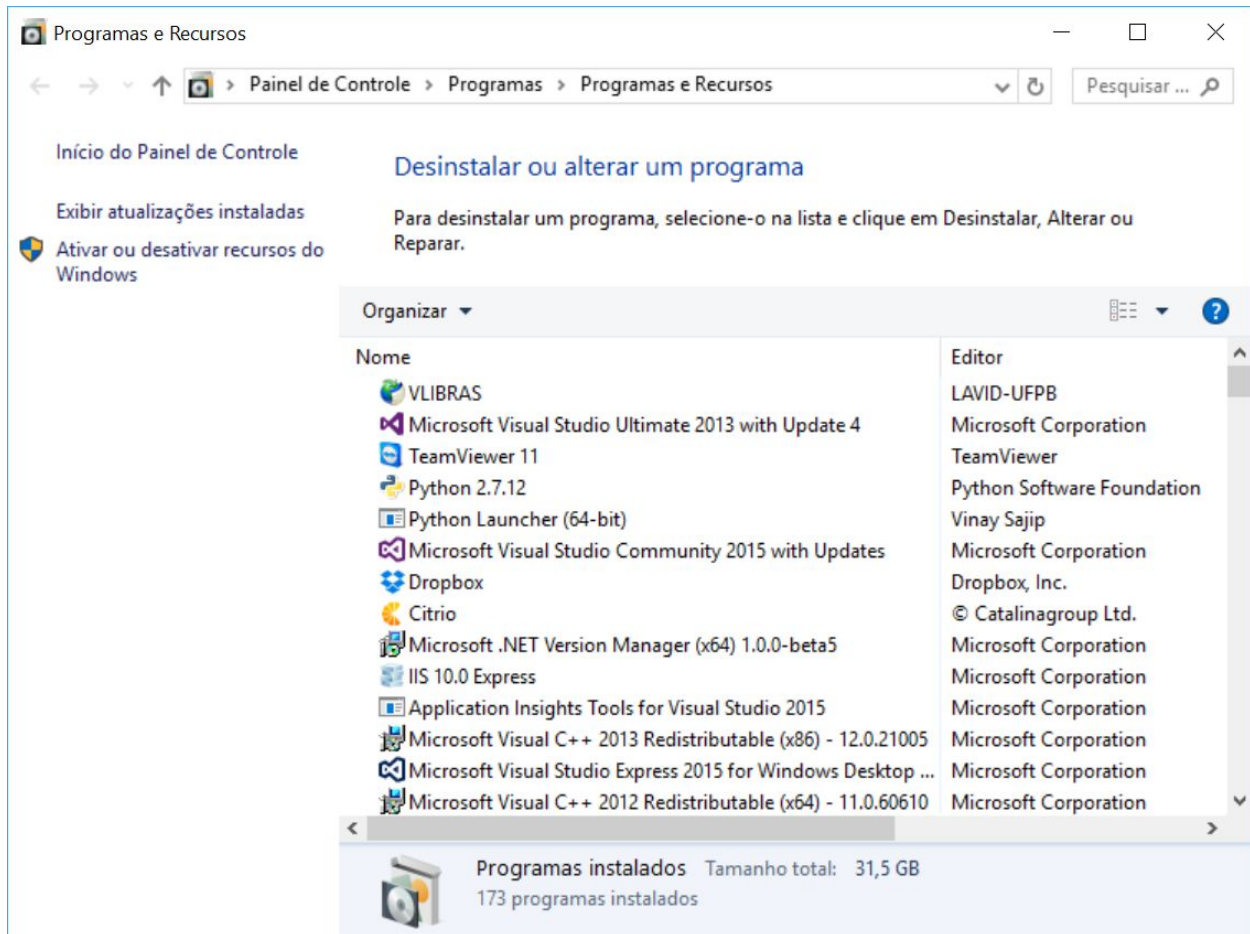 Programas e Recursos
Painel de Controle > Programas > Programas e Recursos
Pesquisar ...
Início do Painel de Controle
Exibir atualizações instaladas
Ativar ou desativar recursos do
Windows
Desinstalar ou alterar um programa
Para desinstalar um programa, selecione-o na lista e clique em Desinstalar, Alterar ou
Reparar.
Organizar
Nome Editor
VLIBRAS LAVID-UFPB
Microsoft Visual Studio Ultimate 2013 with Update 4 Microsoft Corporation
TeamViewer 11 TeamViewer
Python 2.7.12 Python Software Foundation
Python Launcher (64-bit) Vinay Sajip
Microsoft Visual Studio Community 2015 with Updates Microsoft Corporation
Dropbox Dropbox, Inc.
Citrio © Catalinagroup Ltd.
Microsoft .NET Version Manager (x64) 1.0.0-beta5 Microsoft Corporation
IIS 10.0 Express Microsoft Corporation
Application Insights Tools for Visual Studio 2015 Microsoft Corporation
Microsoft Visual C++ 2013 Redistributable (x86) - 12.0.21005 Microsoft Corporation
Microsoft Visual Studio Express 2015 for Windows Desktop ... Microsoft Corporation
Microsoft Visual C++ 2012 Redistributable (x64) - 11.0.60610 Microsoft Corporation
Programas instalados Tamanho total: 31,5 GB
173 programas instalados